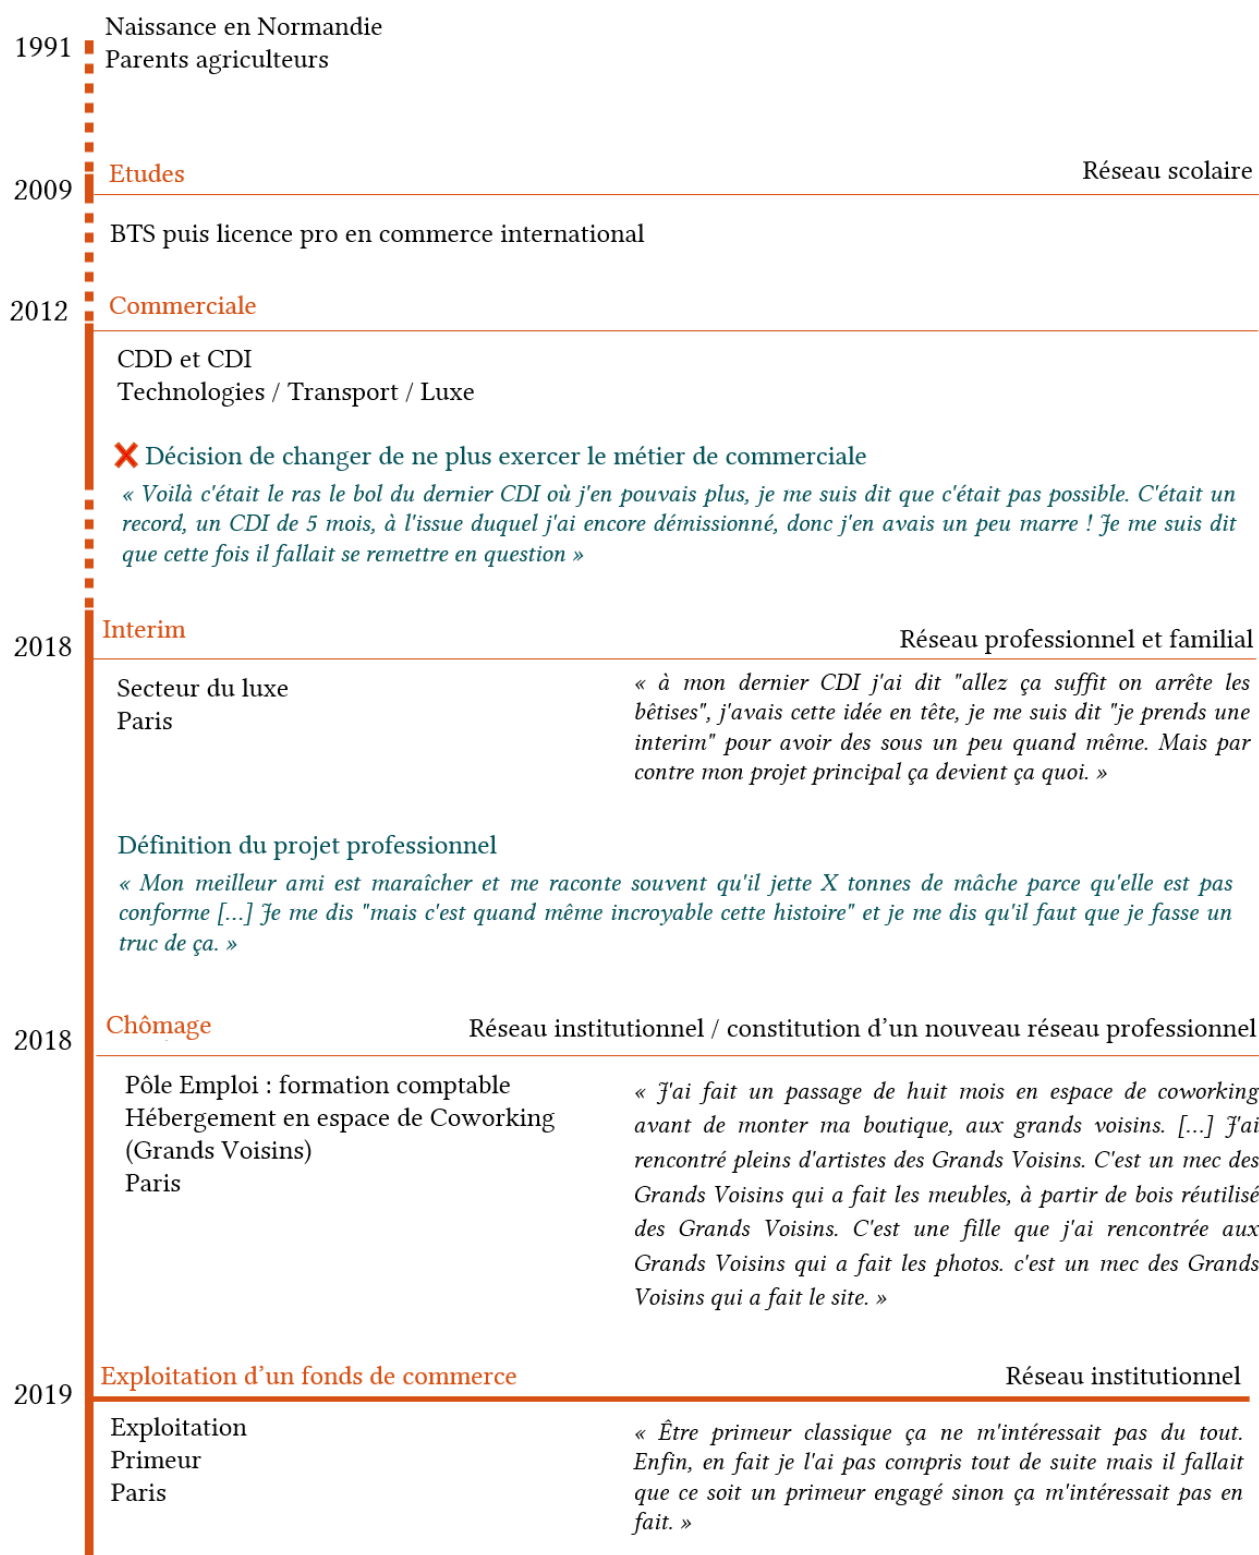 Naissance en Normandie
1991
Parents agriculteurs
Etudes
Réseau scolaire
2009
BTS puis licence pro en commerce international
Commerciale
2012
CDD et CDI
Technologies / Transport / Luxe
Décision de changer de ne plus exercer le métier de commerciale
« Voilà c'était le ras le bol du dernier CDI où j'en pouvais plus, je me suis dit que c'était pas possible. C'était un
record, un CDI de 5 mois, à l'issue duquel j'ai encore démissionné, donc j'en avais un peu marre ! Je me suis dit
que cette fois il fallait se remettre en question »
Interim
Réseau professionnel et familial
2018
Secteur du luxe
Paris
« à mon dernier CDI j'ai dit "allez ça suffit on arrête les
bêtises", j'avais cette idée en tête, je me suis dit "je prends une
interim" pour avoir des sous un peu quand même. Mais par
contre mon projet principal ça devient ça quoi. »
Définition du projet professionnel
« Mon meilleur ami est maraîcher et me raconte souvent qu'il jette X tonnes de mâche parce qu'elle est pas
conforme [...] Je me dis "mais c'est quand même incroyable cette histoire" et je me dis qu'il faut que je fasse un
truc de ça. »
Chômage
Réseau institutionnel / constitution d'un nouveau réseau professionnel
2018
Pôle Emploi : formation comptable
Hébergement en espace de Coworking
(Grands Voisins)
Paris
« J'ai fait un passage de huit mois en espace de coworking
avant de monter ma boutique, aux grands voisins. [...] J'ai
rencontré pleins d'artistes des Grands Voisins. C'est un mec des
Grands Voisins qui a fait les meubles, à partir de bois réutilisé
des Grands Voisins. C'est une fille que j'ai rencontrée aux
Grands Voisins qui a fait les photos. c'est un mec des Grands
Voisins qui a fait le site. »
Exploitation d'un fonds de commerce
Réseau institutionnel
2019
Exploitation
Primeur
Paris
« Être primeur classique ça ne m'intéressait pas du tout.
Enfin, en fait je l'ai pas compris tout de suite mais il fallait
que ce soit un primeur engagé sinon ça m'intéressait pas en
fait. »